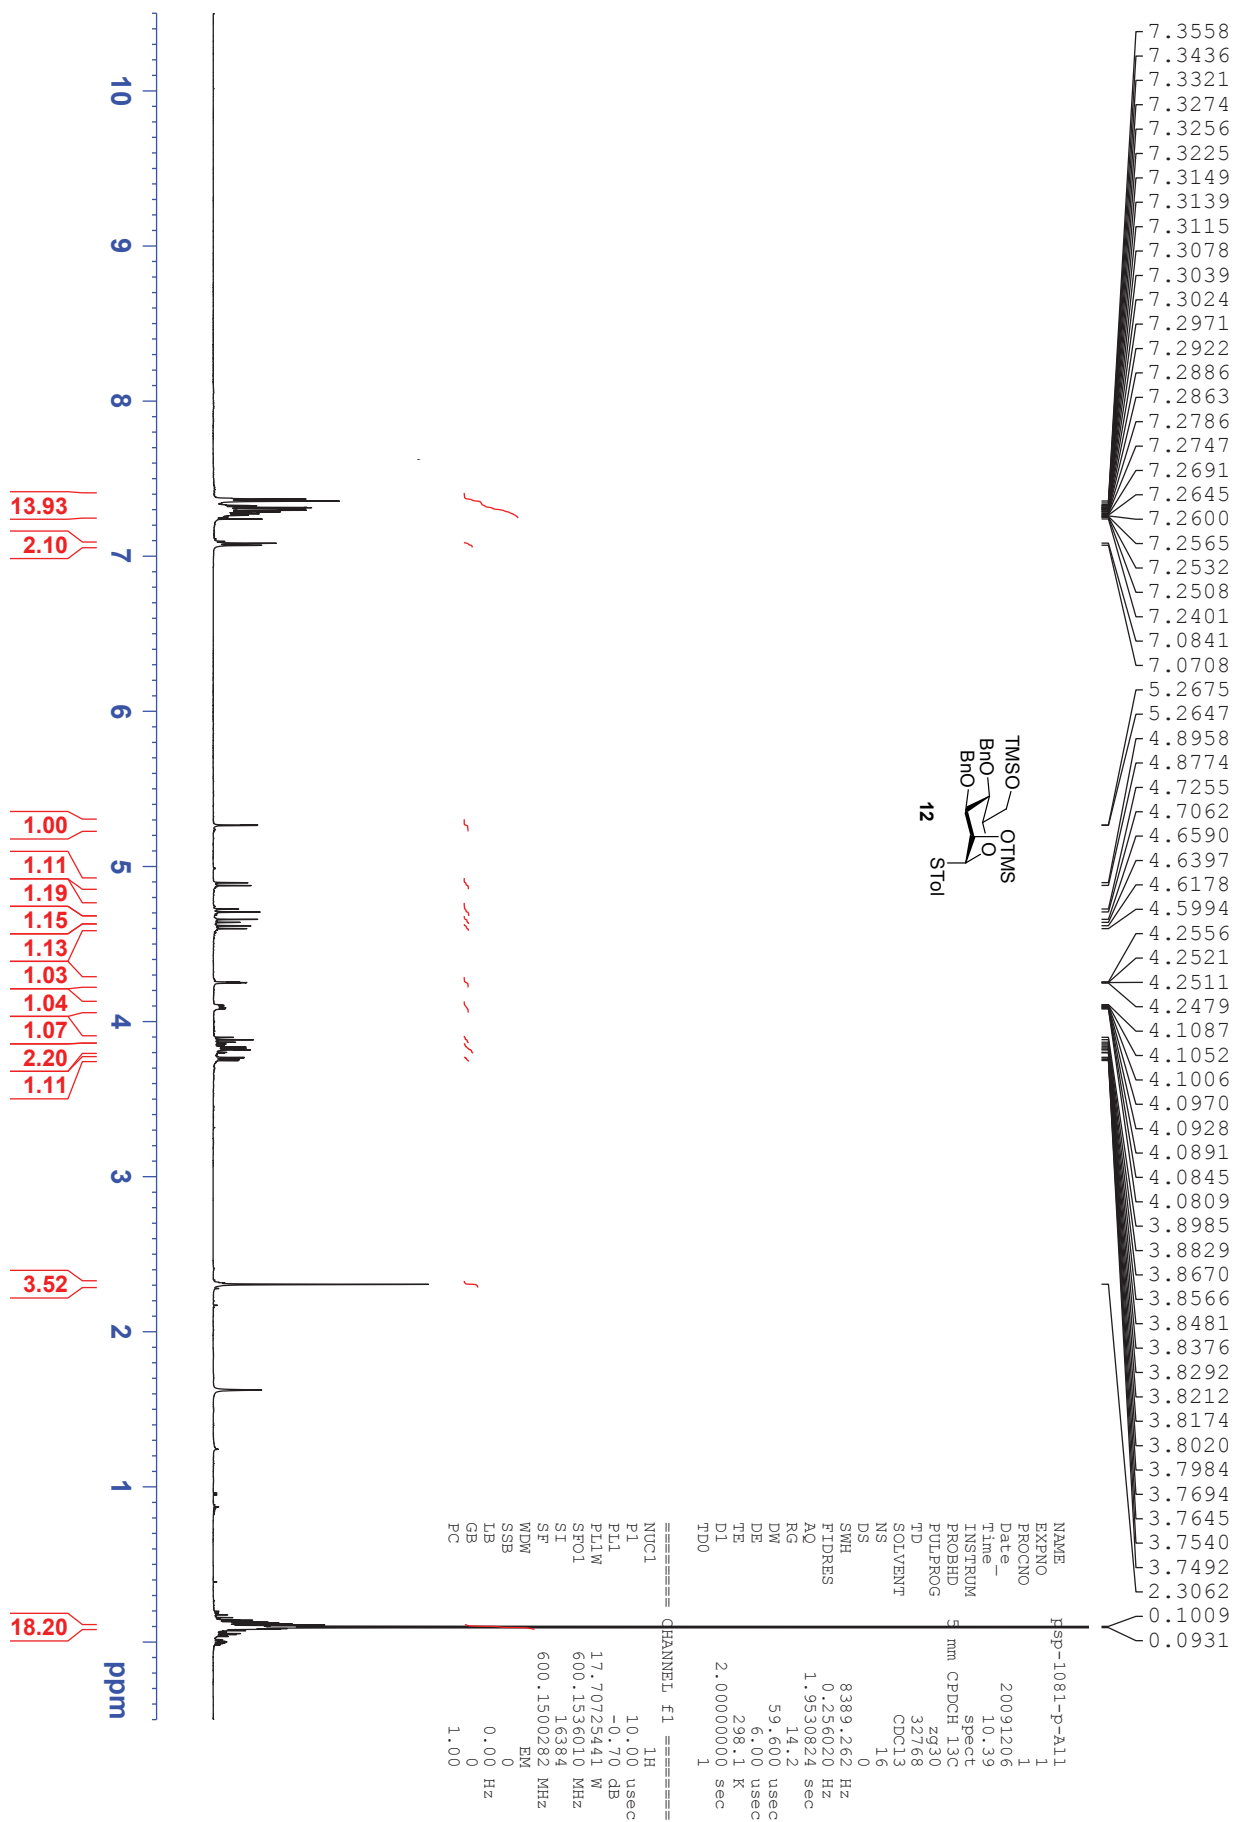 7.3558
7.3436
7.3321
7.3274
7.3256
7.3225
7.3149
7.3139
7.3115
7.3078
7.3039
7.3024
7.2971
7.2922
7.2886
7.2863
7.2786
7.2747
7.2691
7.2645
7.2600
7.2565
7.2532
7.2508
7.2401
7.0841
7.0708
5.2675
5.2647
4.8958
4.8774
4.7255
4.7062
4.6590
4.6397
4.6178
4.5994
4.2556
4.2521
4.2511
4.2479
4.1087
4.1052
4.1006
4.0970
4.0928
4.0891
4.0845
4.0809
3.8985
3.8829
3.8670
3.8566
3.8481
3.8376
3.8292
3.8212
3.8174
3.8020
3.7984
3.7694
3.7645
3.7540
3.7492
2.3062
0.1009
0.0931
TMSO
OTMS
BnO
O
BnO
STol
12
NAME psp-1081-p-All
EXPNO 1
PROCNO 1
Date_ 20091206
Time 10.39
INSTRUM spect
PROBHD 5 mm CPDCH 13C
PULPROG zg30
TD 32768
SOLVENT CDCl3
NS 16
DS 0
SWH 8389.262 Hz
FIDRES 0.256020 Hz
AQ 1.9530824 sec
RG 14.2
DW 59.600 usec
DE 6.00 usec
TE 298.1 K
D1 2.00000000 sec
TD0 1
======== CHANNEL f1 ========
NUC1 1H
P1 10.00 usec
PL1 -0.70 dB
PL1W 17.70725441 W
SFO1 600.1536010 MHz
SI 16384
SF 600.1500282 MHz
WDW EM
SSB 0
LB 0.00 Hz
GB 0
PC 1.00
10 9 8 7 6 5 4 3 2 1 ppm
13.93
2.10
1.00
1.11
1.19
1.15
1.13
1.03
1.04
1.07
2.20
1.11
3.52
18.20